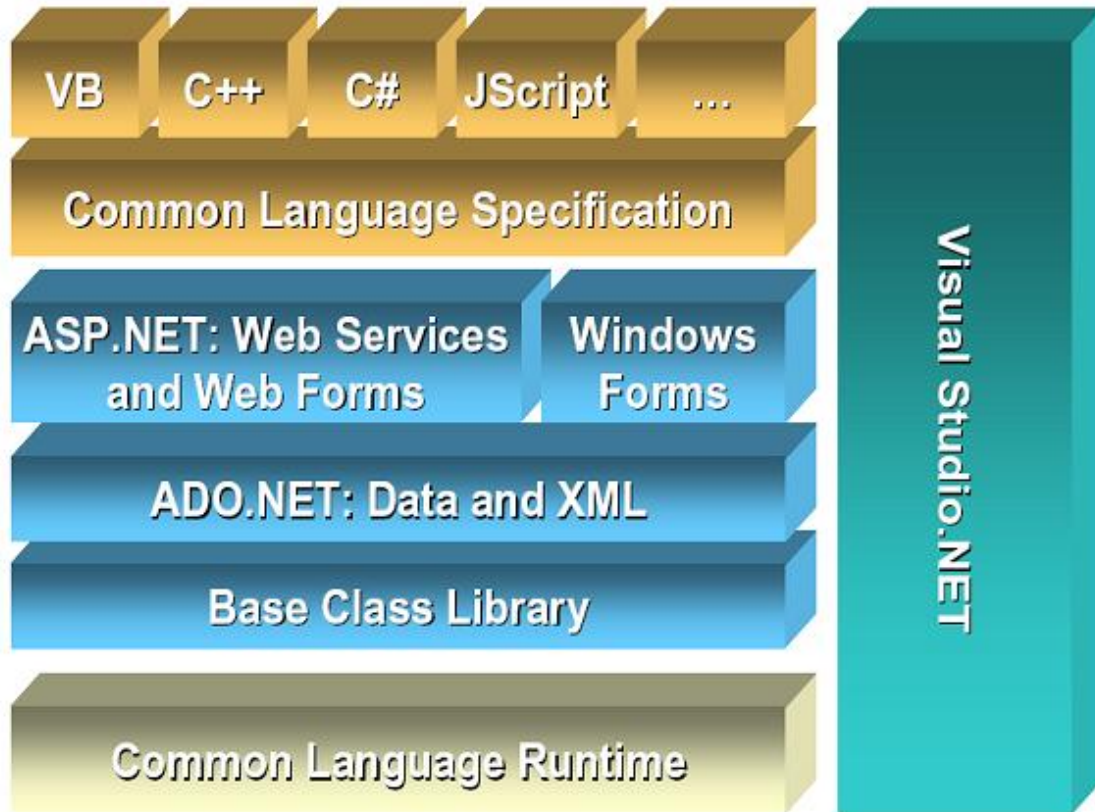 VB
C++
C#
JScript
...
Common Language Specification
ASP.NET: Web Services
and Web Forms
Windows
Forms
ADO.NET: Data and XML
Base Class Library
Common Language Runtime
Visual Studio.NET